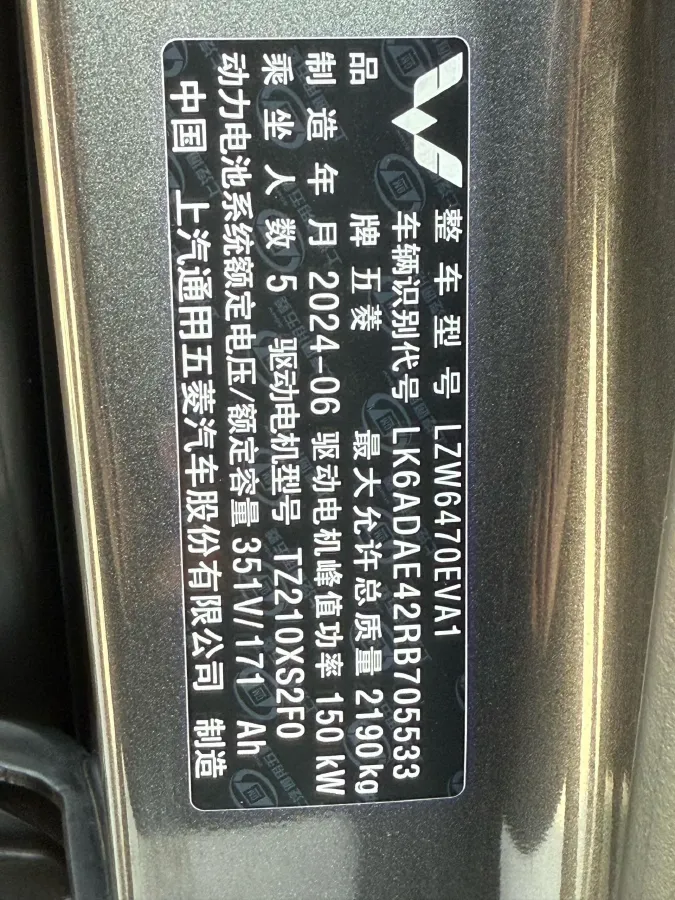 整车型号 LZW6470EVA1
车辆识别代号 LK6ADAE42RB705533
品牌 五菱 最大允许总质量 2190kg
制造年月 2024-06 驱动电机峰值功率 150kW
乘坐人数 5 驱动电机型号 TZ210XS2F0
动力电池系统额定电压/额定容量 351V/171 Ah
中国 上汽通用五菱汽车股份有限公司 制造